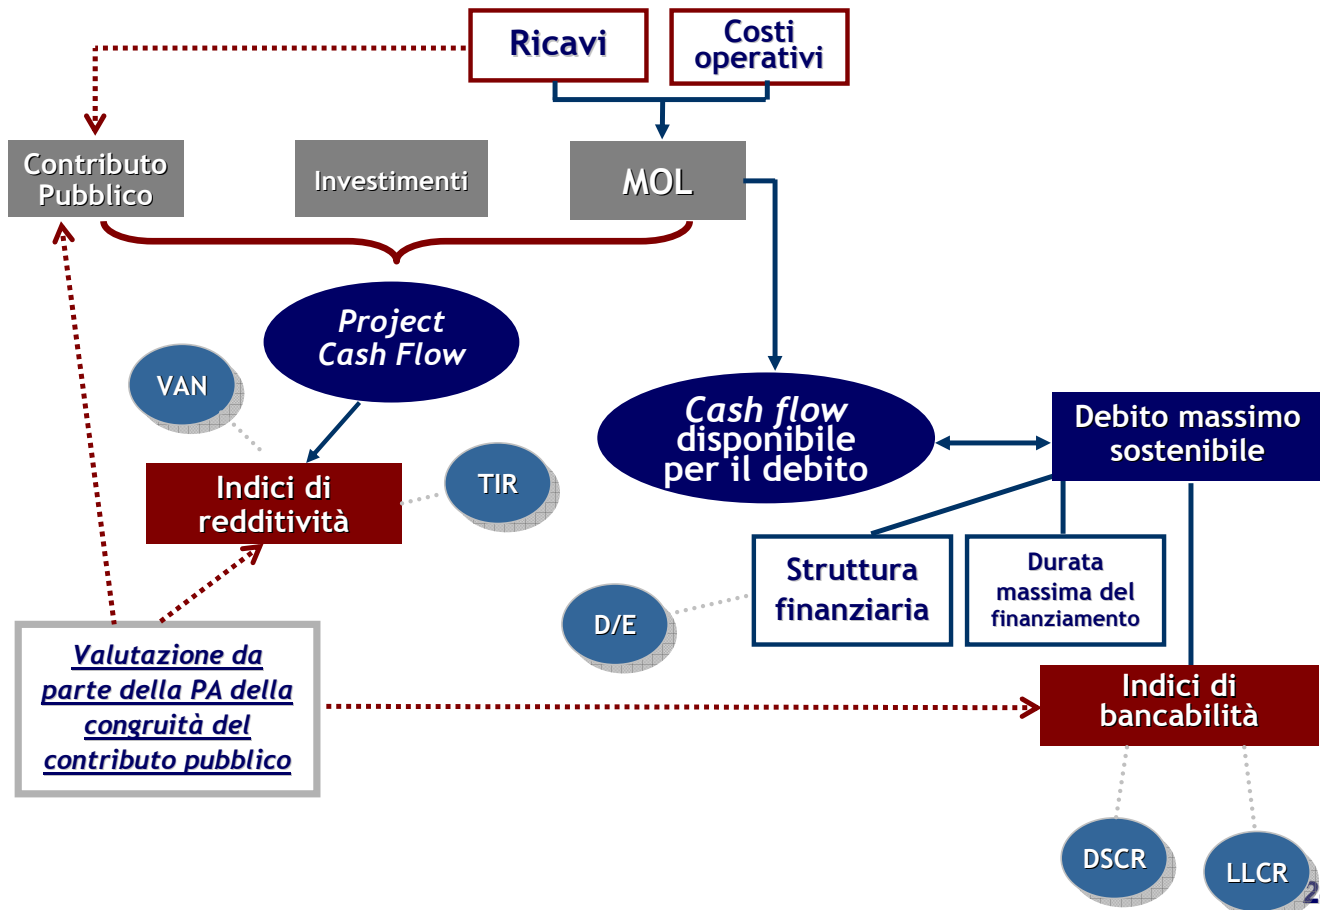 Ricavi
Costi
operativi
Contributo
Pubblico
Investimenti
MOL
Project
Cash Flow
VAN
Cash flow
disponibile
per il debito
Debito massimo
sostenibile
Indici di
redditività
TIR
Struttura
finanziaria
Durata
massima del
finanziamento
D/E
Valutazione da
parte della PA della
congruità del
contributo pubblico
Indici di
bancabilità
DSCR
LLCR
2